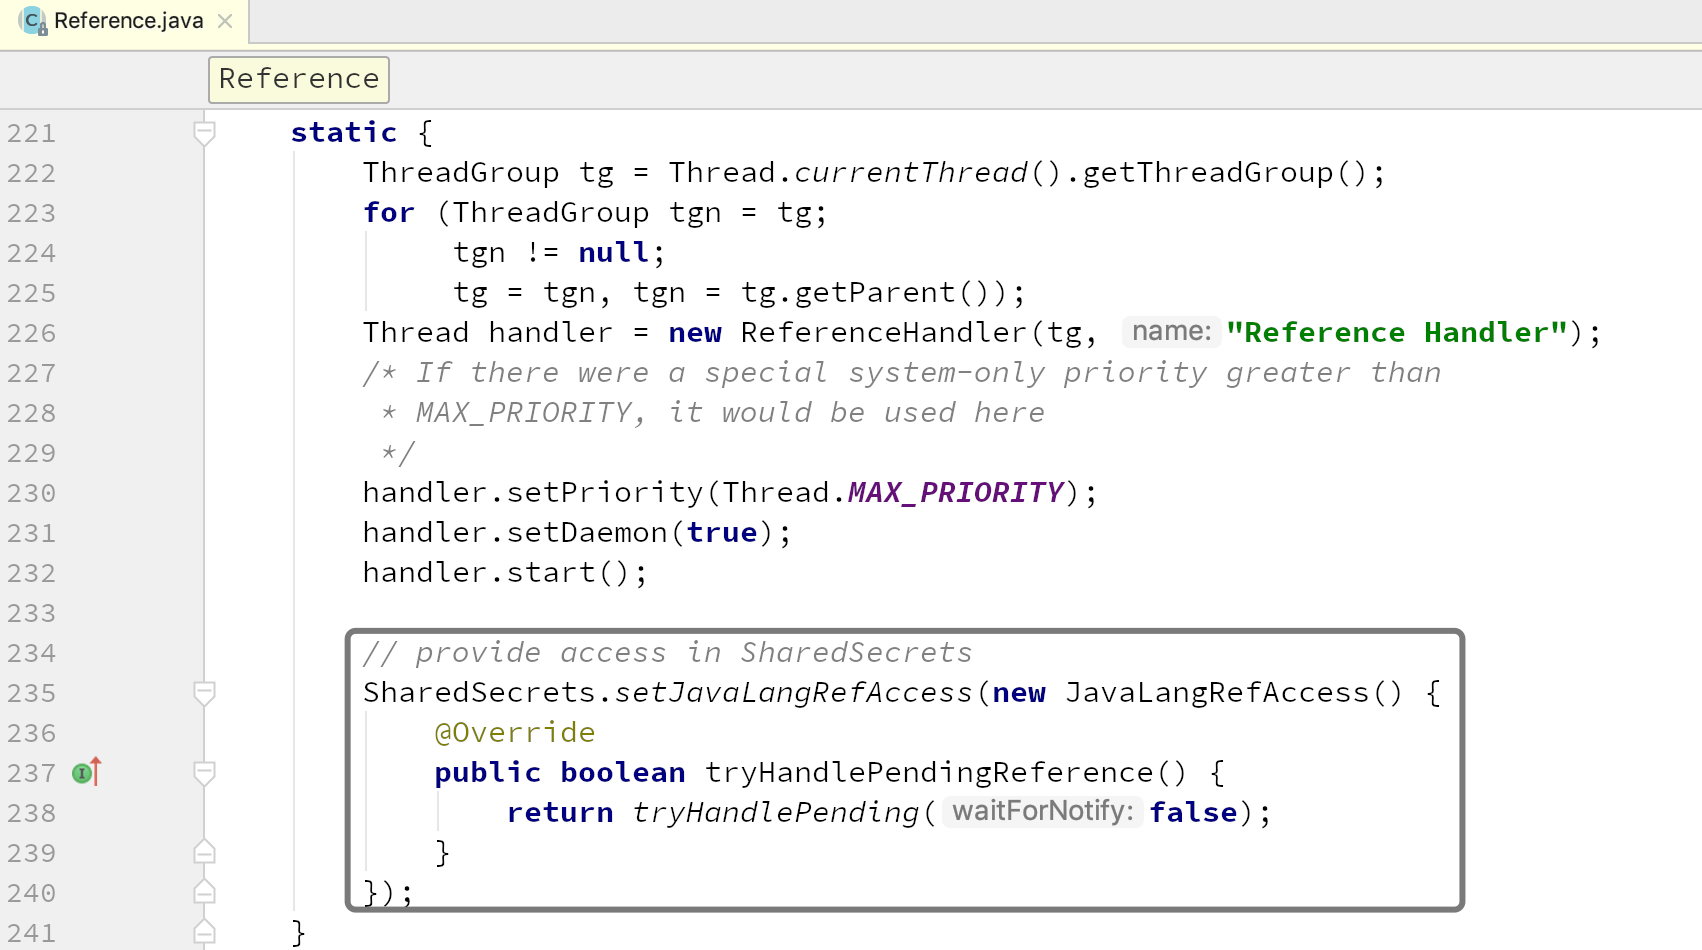 Reference.java
Reference
221 static {
222 ThreadGroup tg = Thread.currentThread().getThreadGroup();
223 for (ThreadGroup tgn = tg;
224 tgn != null;
225 tg = tgn, tgn = tg.getParent());
226 Thread handler = new ReferenceHandler(tg, name: "Reference Handler");
227 /* If there were a special system-only priority greater than
228 * MAX_PRIORITY, it would be used here
229 */
230 handler.setPriority(Thread.MAX_PRIORITY);
231 handler.setDaemon(true);
232 handler.start();
233
234 // provide access in SharedSecrets
235 SharedSecrets.setJavaLangRefAccess(new JavaLangRefAccess() {
236 @Override
237 public boolean tryHandlePendingReference() {
238 return tryHandlePending( waitForNotify: false);
239 }
240 });
241 }